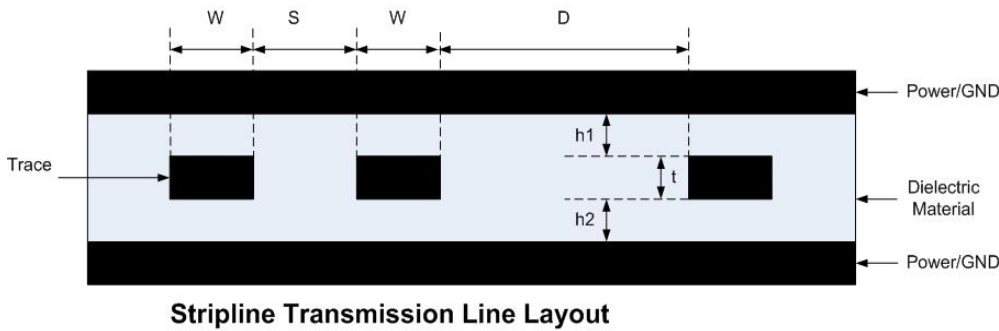 W
S
W
D
Power/GND
h1
Trace
t
Dielectric
Material
h2
Power/GND
Stripline Transmission Line Layout